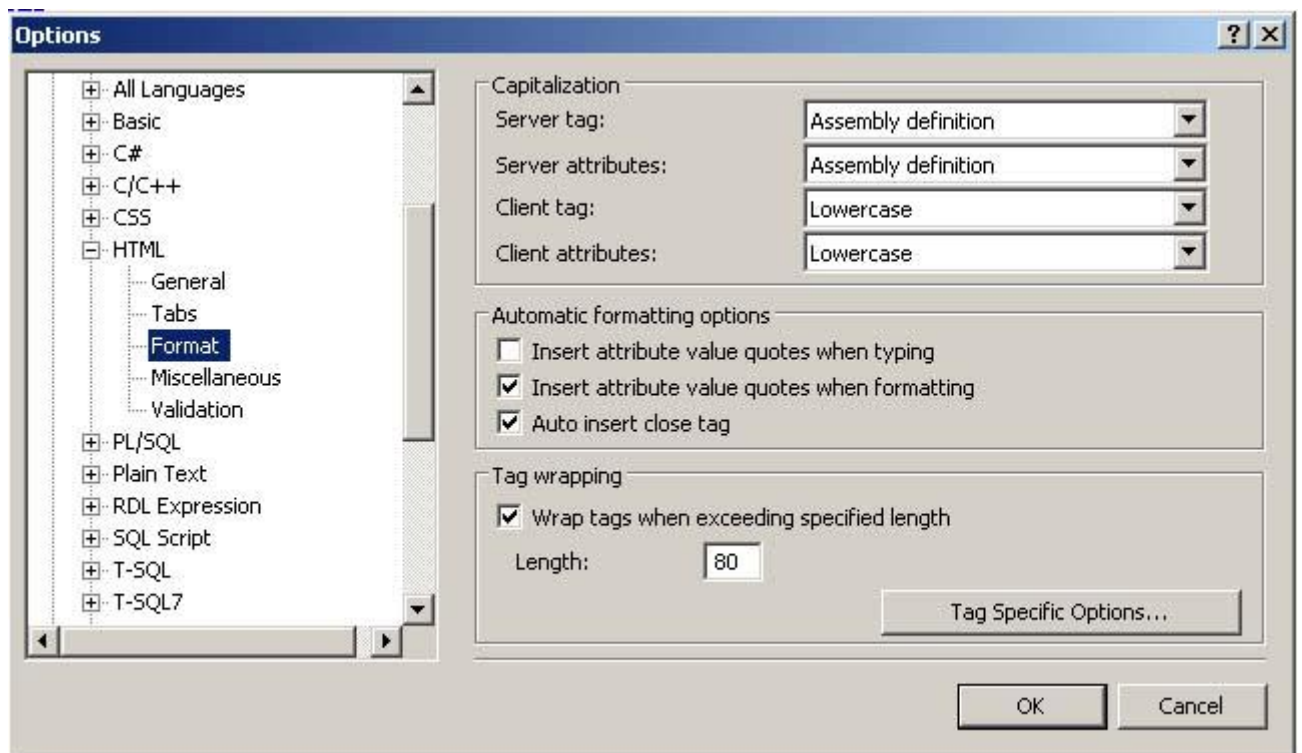 Options
All Languages
Basic
C#
C/C++
CSS
HTML
General
Tabs
Format
Miscellaneous
Validation
PL/SQL
Plain Text
RDL Expression
SQL Script
T-SQL
T-SQL7
Capitalization
Server tag: Assembly definition
Server attributes: Assembly definition
Client tag: Lowercase
Client attributes: Lowercase
Automatic formatting options
Insert attribute value quotes when typing
Insert attribute value quotes when formatting
Auto insert close tag
Tag wrapping
Wrap tags when exceeding specified length
Length: 80
Tag Specific Options...
OK Cancel